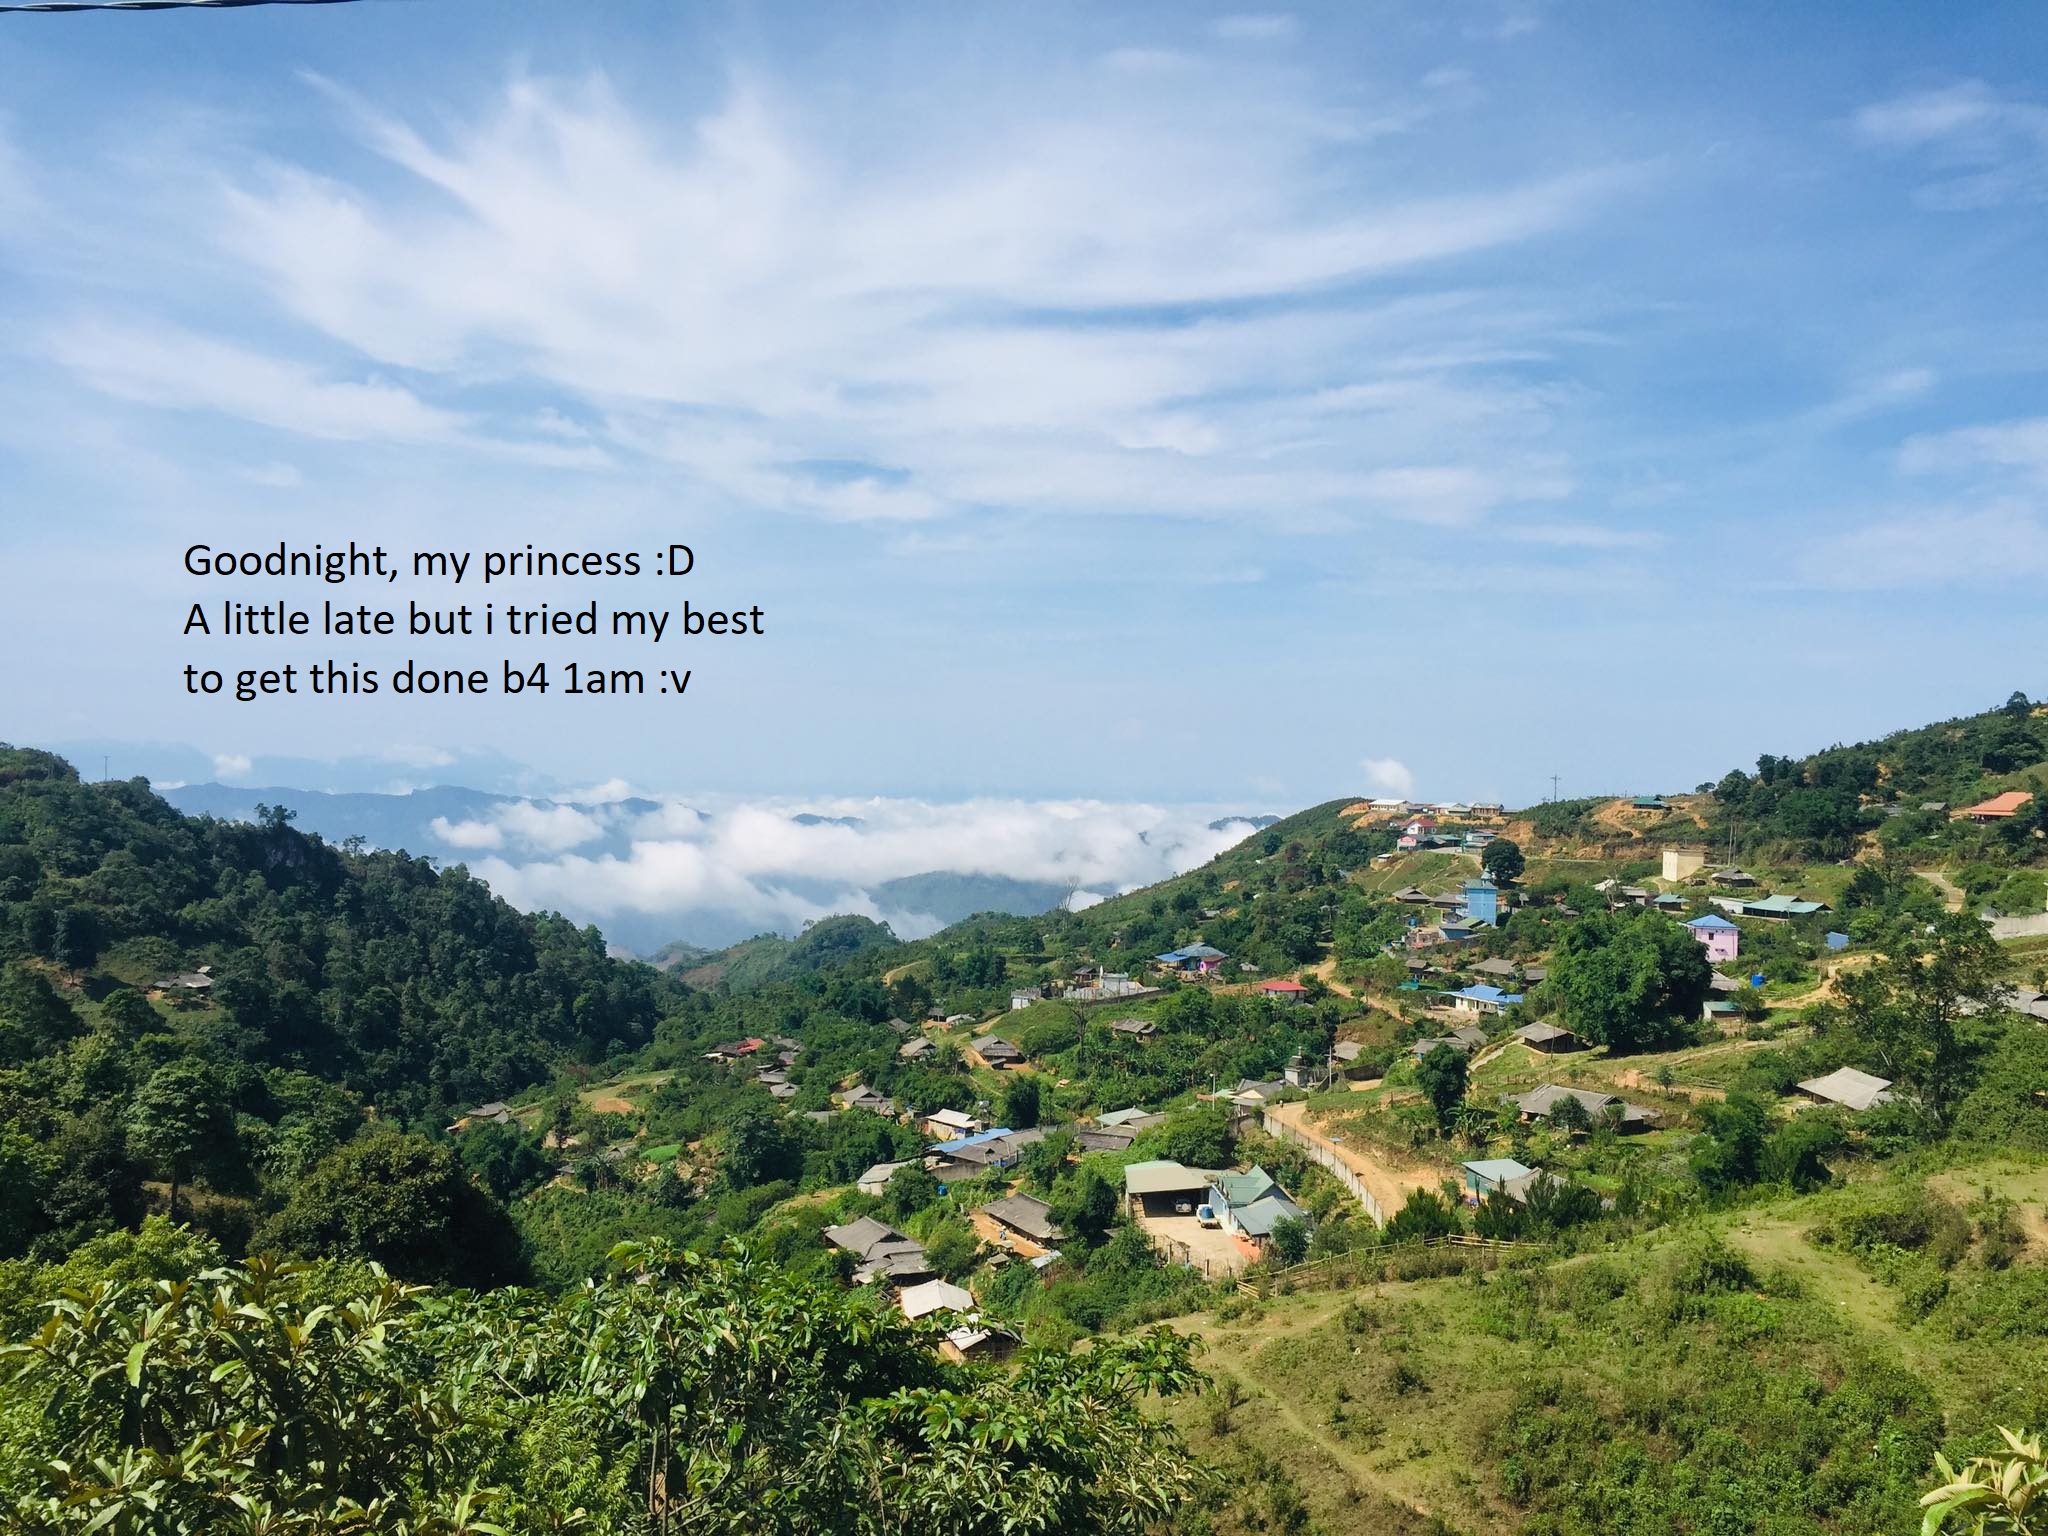 Goodnight, my princess :D
A little late but i tried my best
to get this done b4 1am :v